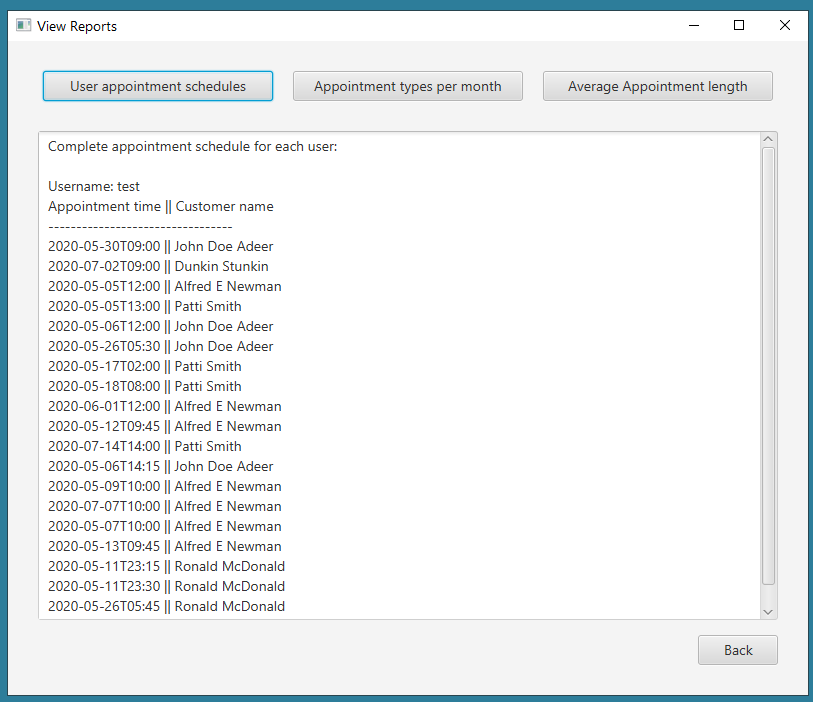 View Reports
User appointment schedules
Appointment types per month
Average Appointment length
Complete appointment schedule for each user:
Username: test
Appointment time || Customer name
---------------------------------
2020-05-30T09:00 || John Doe Adeer
2020-07-02T09:00 || Dunkin Stunkin
2020-05-05T12:00 || Alfred E Newman
2020-05-05T13:00 || Patti Smith
2020-05-06T12:00 || John Doe Adeer
2020-05-26T05:30 || John Doe Adeer
2020-05-17T02:00 || Patti Smith
2020-05-18T08:00 || Patti Smith
2020-06-01T12:00 || Alfred E Newman
2020-05-12T09:45 || Alfred E Newman
2020-07-14T14:00 || Patti Smith
2020-05-06T14:15 || John Doe Adeer
2020-05-09T10:00 || Alfred E Newman
2020-07-07T10:00 || Alfred E Newman
2020-05-07T10:00 || Alfred E Newman
2020-05-13T09:45 || Alfred E Newman
2020-05-11T23:15 || Ronald McDonald
2020-05-11T23:30 || Ronald McDonald
2020-05-26T05:45 || Ronald McDonald
Back